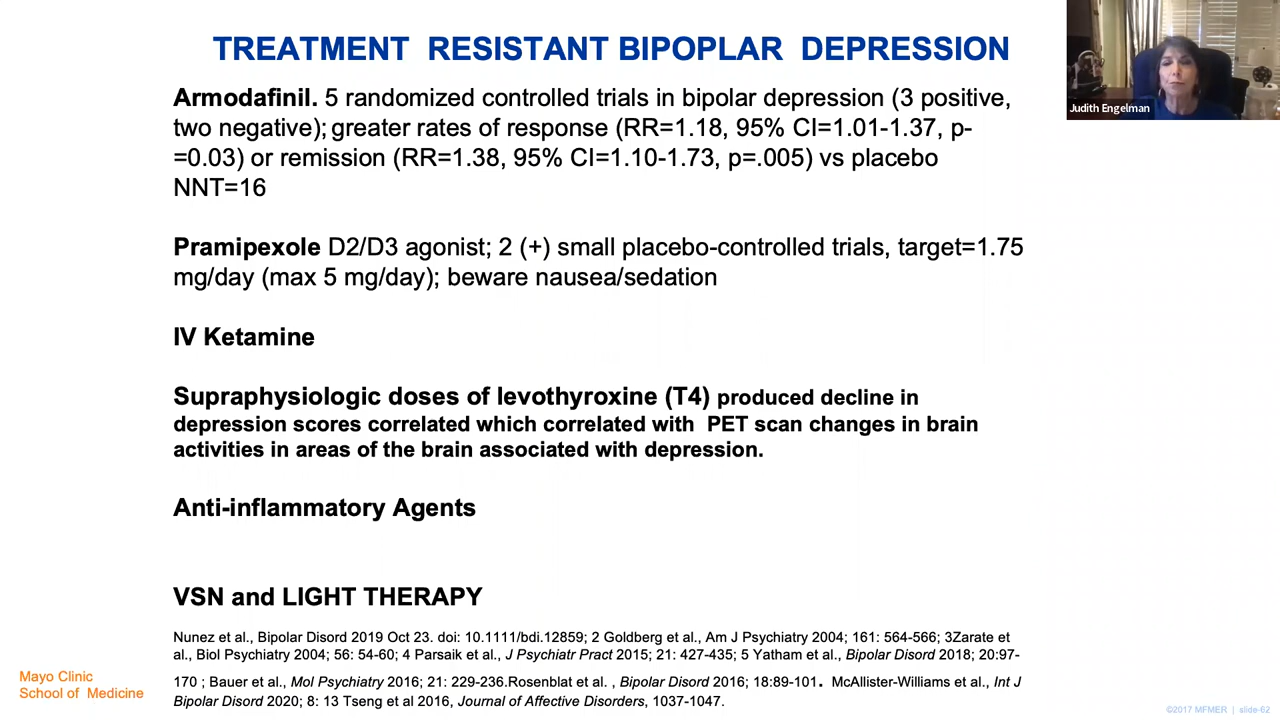 TREATMENT RESISTANT BIPOPLAR DEPRESSION
Judith Engelman
Armodafinil. 5 randomized controlled trials in bipolar depression (3 positive,
two negative); greater rates of response (RR=1.18, 95% CI=1.01-1.37, p-
=0.03) or remission (RR=1.38, 95% CI=1.10-1.73, p=.005) vs placebo
NNT=16
Pramipexole D2/D3 agonist; 2 (+) small placebo-controlled trials, target=1.75
mg/day (max 5 mg/day); beware nausea/sedation
IV Ketamine
Supraphysiologic doses of levothyroxine (T4) produced decline in
depression scores correlated which correlated with PET scan changes in brain
activities in areas of the brain associated with depression.
Anti-inflammatory Agents
VSN and LIGHT THERAPY
Nunez et al., Bipolar Disord 2019 Oct 23. doi: 10.1111/bdi.12859; 2 Goldberg et al., Am J Psychiatry 2004; 161: 564-566; 3Zarate et
al., Biol Psychiatry 2004; 56: 54-60; 4 Parsaik et al., J Psychiatr Pract 2015; 21: 427-435; 5 Yatham et al., Bipolar Disord 2018; 20:97-
170 ; Bauer et al., Mol Psychiatry 2016; 21: 229-236.Rosenblat et al. , Bipolar Disord 2016; 18:89-101. McAllister-Williams et al., Int J
Bipolar Disord 2020; 8: 13 Tseng et al 2016, Journal of Affective Disorders, 1037-1047.
Mayo Clinic
School of Medicine
©2017 MFMER | slide-62